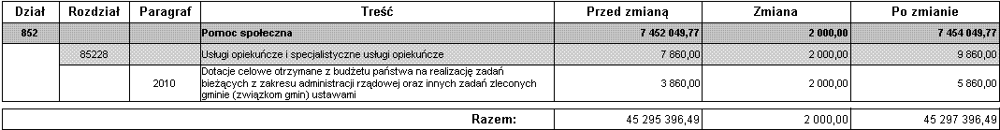 Dział Rozdział Paragraf Treść Przed zmianą Zmiana Po zmianie
852 Pomoc społeczna 7 452 049,77 2 000,00 7 454 049,77
85228 Usługi opiekuńcze i specjalistyczne usługi opiekuńcze 7 860,00 2 000,00 9 860,00
2010 Dotacje celowe otrzymane z budżetu państwa na realizację zadań
bieżących z zakresu administracji rządowej oraz innych zadań zleconych
gminie (związkom gmin) ustawami 3 860,00 2 000,00 5 860,00
Razem: 45 295 396,49 2 000,00 45 297 396,49